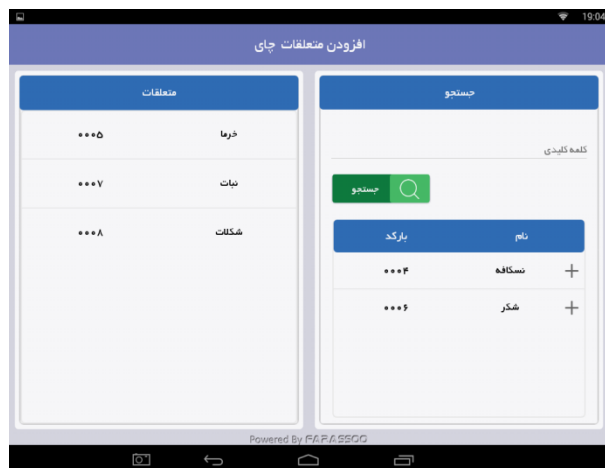 19:04
افزودن متعلقات چای
جستجو
کلمه کلیدی
جستجو
نام بارکد
نسکافه ۰۰۰۴
شکر ۰۰۰۶
متعلقات
خرما ۰۰۰۵
نبات ۰۰۰۷
شکلات ۰۰۰۸
Powered By FARASSOO